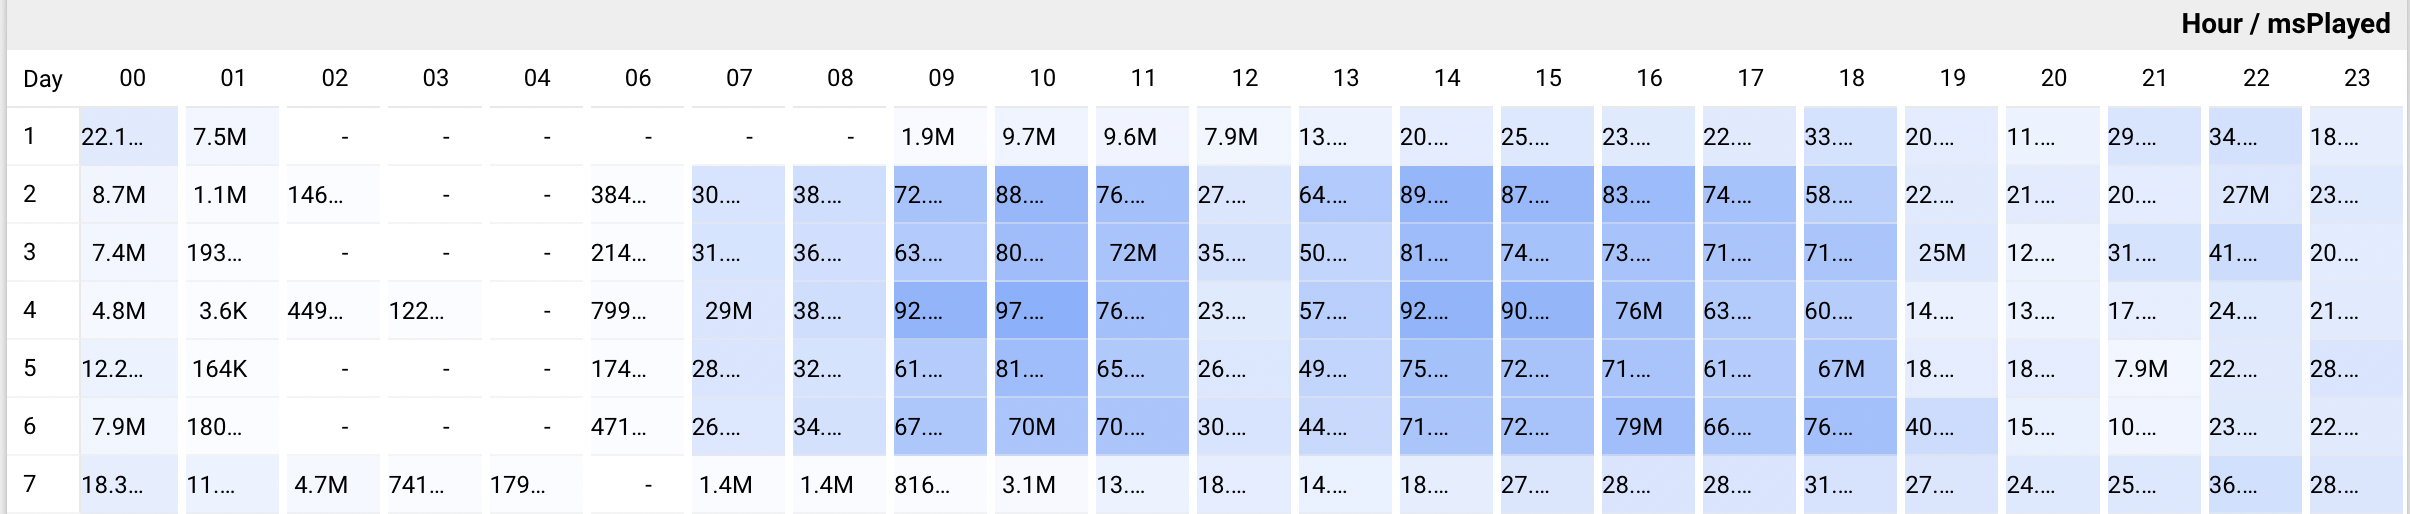 Hour / msPlayed
Day 00 01 02 03 04 06 07 08 09 10 11 12 13 14 15 16 17 18 19 20 21 22 23
1 22.1... 7.5M - - - - - - 1.9M 9.7M 9.6M 7.9M 13.... 20.... 25.... 23.... 22.... 33.... 20.... 11.... 29.... 34.... 18....
2 8.7M 1.1M 146... - - 384... 30.... 38.... 72.... 88.... 76.... 27.... 64.... 89.... 87.... 83.... 74.... 58.... 22.... 21.... 20.... 27M 23....
3 7.4M 193... - - - 214... 31.... 36.... 63.... 80.... 72M 35.... 50.... 81.... 74.... 73.... 71.... 71.... 25M 12.... 31.... 41.... 20....
4 4.8M 3.6K 449... 122... - 799... 29M 38.... 92.... 97.... 76.... 23.... 57.... 92.... 90.... 76M 63.... 60.... 14.... 13.... 17.... 24.... 21....
5 12.2... 164K - - - 174... 28.... 32.... 61.... 81.... 65.... 26.... 49.... 75.... 72.... 71.... 61.... 67M 18.... 18.... 7.9M 22.... 28....
6 7.9M 180... - - - 471... 26.... 34.... 67.... 70M 70.... 30.... 44.... 71.... 72.... 79M 66.... 76.... 40.... 15.... 10.... 23.... 22....
7 18.3... 11.... 4.7M 741... 179... - 1.4M 1.4M 816... 3.1M 13.... 18.... 14.... 18.... 27.... 28.... 28.... 31.... 27.... 24.... 25.... 36.... 28....